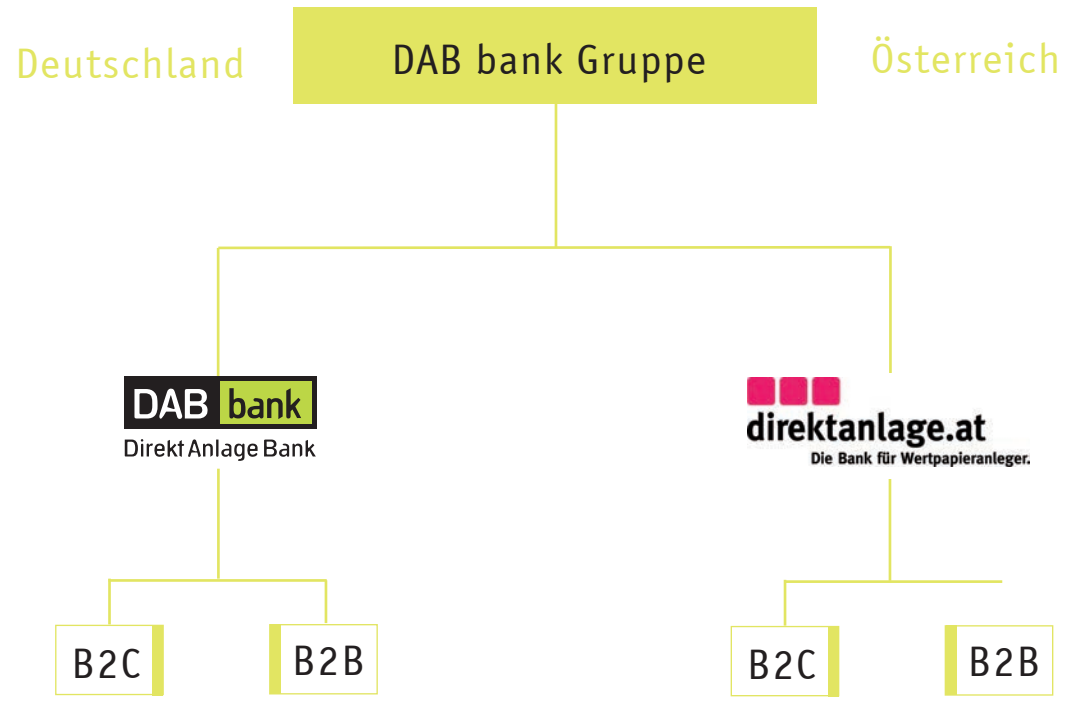 Deutschland
DAB bank Gruppe
Österreich
DAB bank
Direkt Anlage Bank
direktanlage.at
Die Bank für Wertpapieranleger.
B2C
B2B
B2C
B2B